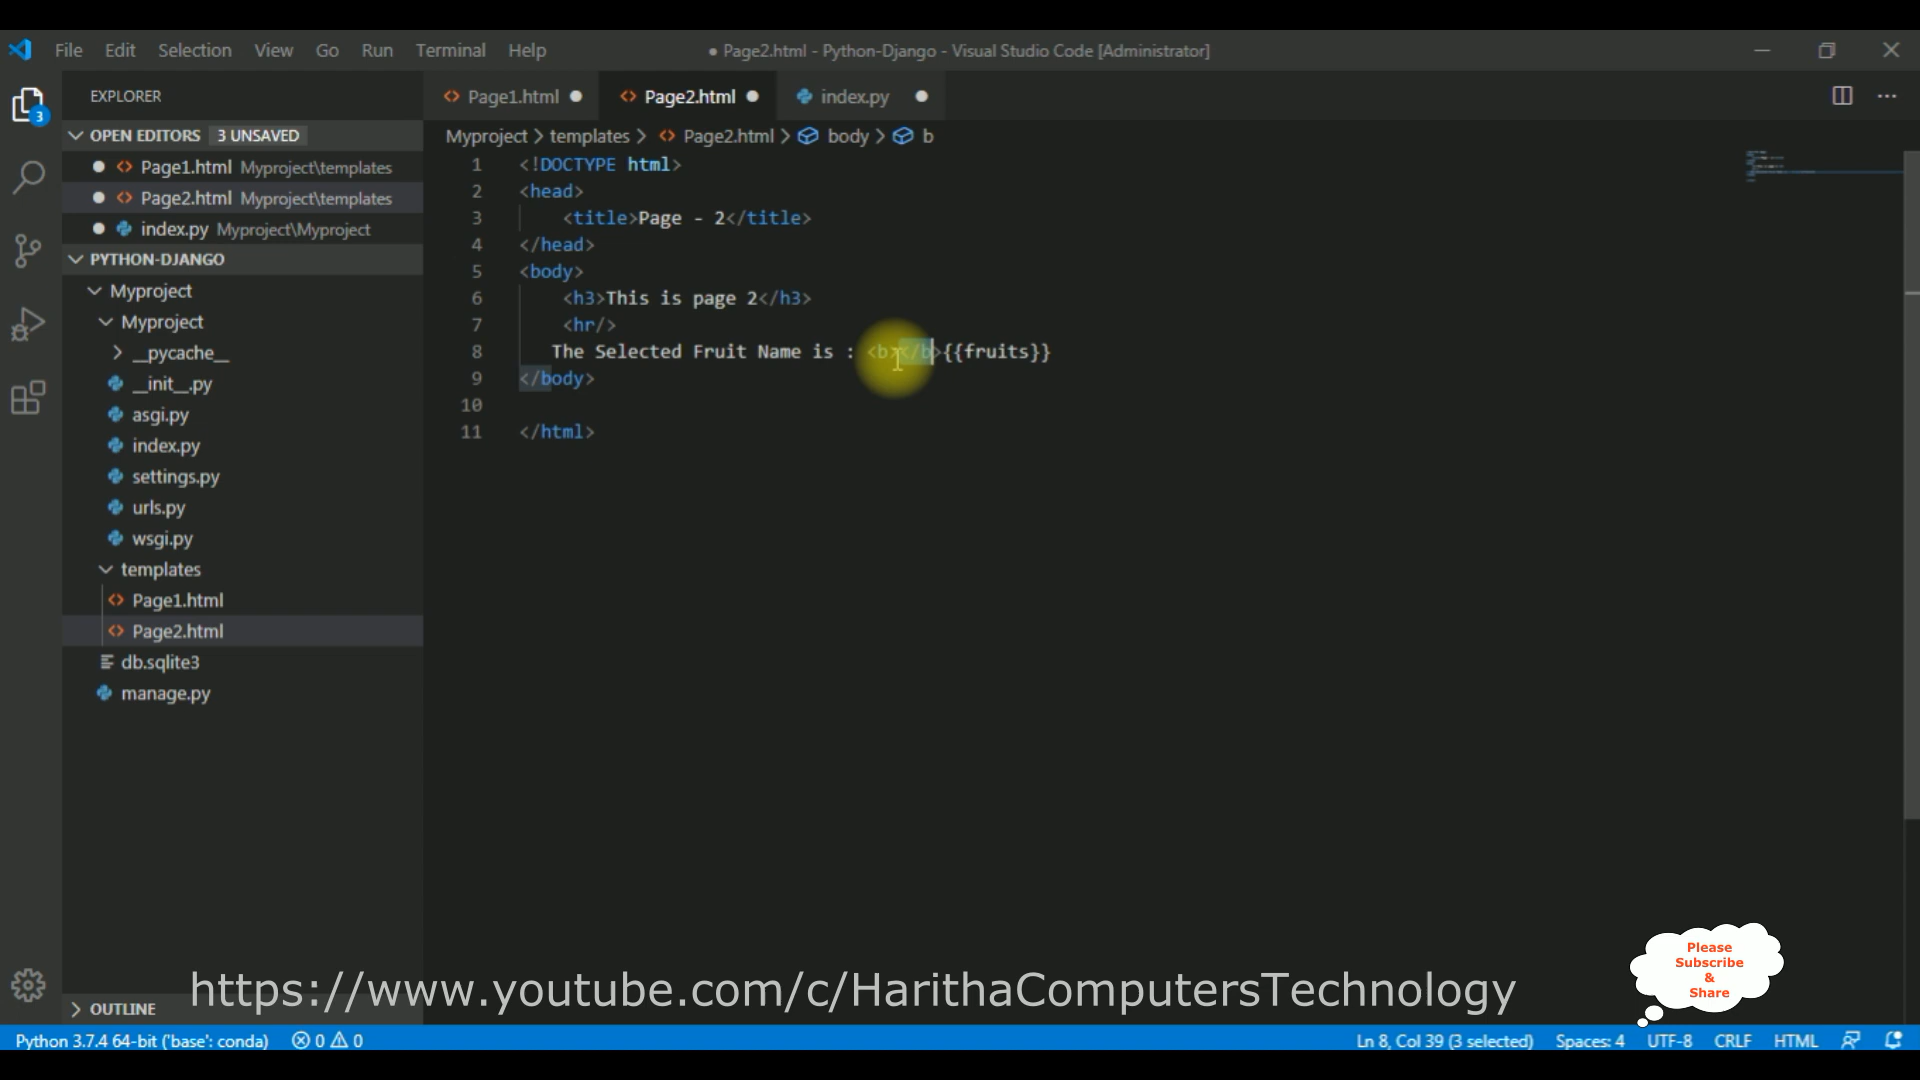 File Edit Selection View Go Run Terminal Help ● Page2.html - Python-Django - Visual Studio Code [Administrator]
EXPLORER
Page1.html Page2.html index.py
OPEN EDITORS 3 UNSAVED
Myproject > templates > Page2.html > body > b
Page1.html Myproject\templates
Page2.html Myproject\templates
index.py Myproject\Myproject
PYTHON-DJANGO
Myproject
Myproject
__pycache__
__init__.py
asgi.py
index.py
settings.py
urls.py
wsgi.py
templates
Page1.html
Page2.html
db.sqlite3
manage.py
OUTLINE
3
1 <!DOCTYPE html>
2 <head>
3 <title>Page - 2</title>
4 </head>
5 <body>
6 <h3>This is page 2</h3>
7 <hr/>
8 The Selected Fruit Name is : <b></b>{{fruits}}
9 </body>
10
11 </html>
Please
Subscribe
&
Share
https://www.youtube.com/c/HarithaComputersTechnology
Python 3.7.4 64-bit ('base': conda) 0 0 Ln 8, Col 39 (3 selected) Spaces: 4 UTF-8 CRLF HTML